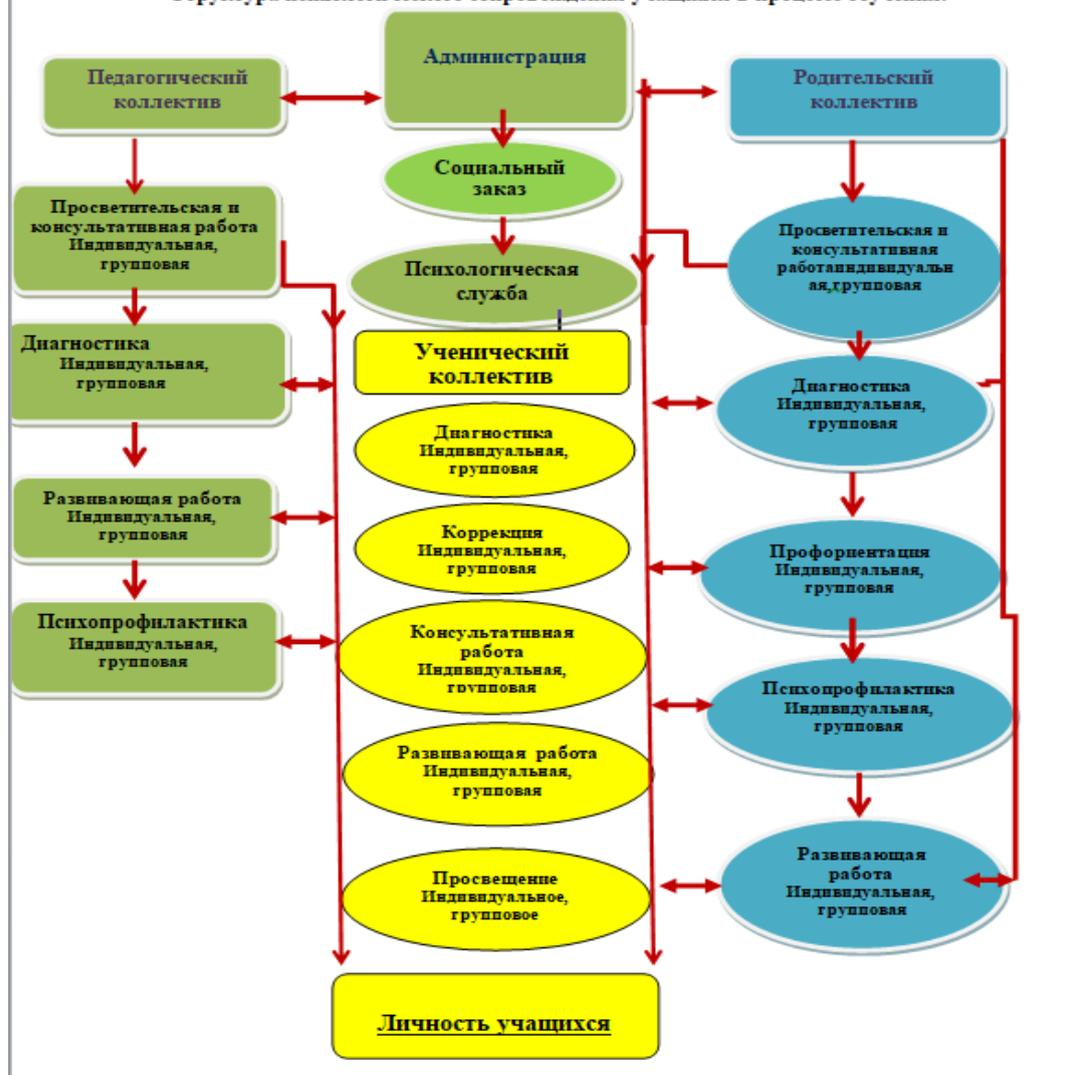 Администрация
Педагогический
коллектив
Родительский
коллектив
Социальный
заказ
Психологическая
служба
Просветительская и
консультативная работа
Индивидуальная,
групповая
Диагностика
Индивидуальная,
групповая
Развивающая работа
Индивидуальная,
групповая
Психопрофилактика
Индивидуальная,
групповая
Ученический
коллектив
Диагностика
Индивидуальная,
групповая
Коррекция
Индивидуальная,
групповая
Консультативная
работа
Индивидуальная,
групповая
Развивающая работа
Индивидуальная,
групповая
Просвещение
Индивидуальное,
групповое
Просветительская и
консультативная
работаиндивидуальн
ая,групповая
Диагностика
Индивидуальная,
групповая
Профориентация
Индивидуальная,
групповая
Психопрофилактика
Индивидуальная,
групповая
Развивающая
работа
Индивидуальная,
групповая
Личность учащихся